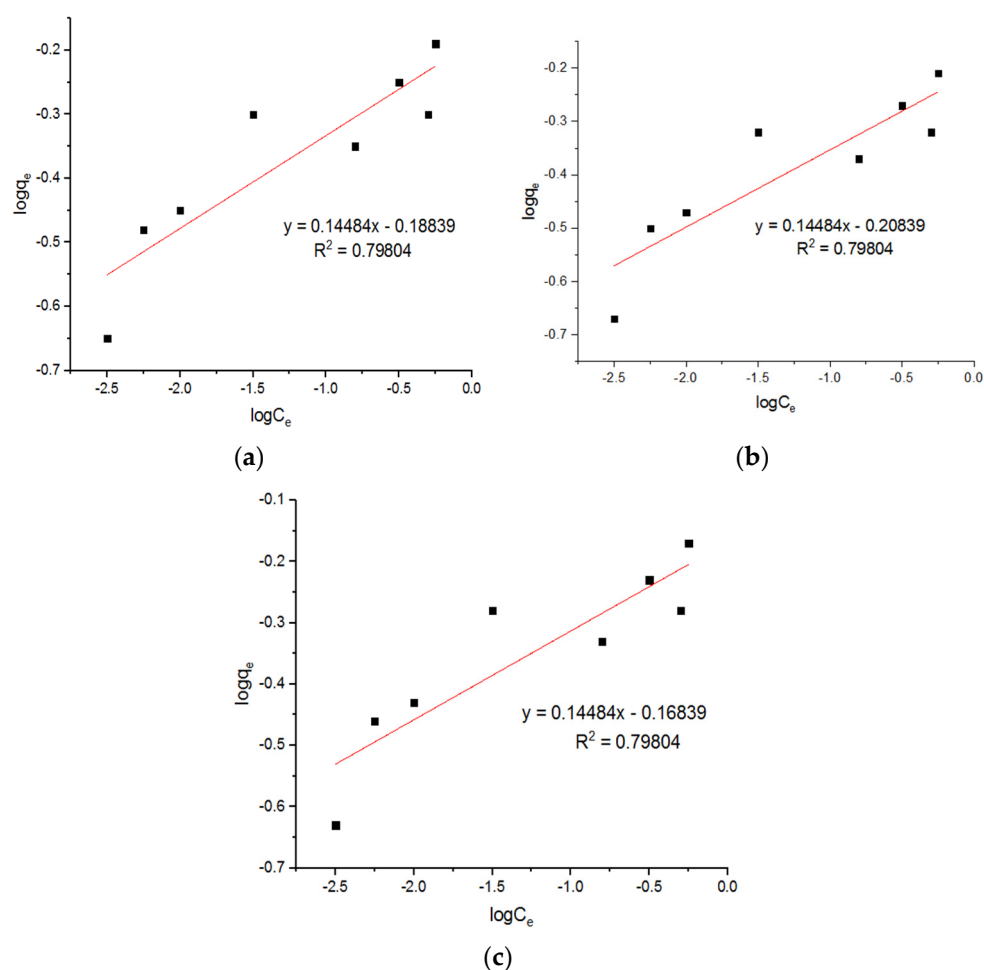 -0.2
-0.3
-0.4
-0.5
-0.6
-0.7
logqₑ
y = 0.14484x - 0.18839
R² = 0.79804
-2.5 -2.0 -1.5 -1.0 -0.5 0.0
logCₑ
(a)
-0.2
-0.3
-0.4
-0.5
-0.6
-0.7
logqₑ
y = 0.14484x - 0.20839
R² = 0.79804
-2.5 -2.0 -1.5 -1.0 -0.5 0.0
logCₑ
(b)
-0.1
-0.2
-0.3
-0.4
-0.5
-0.6
-0.7
logqₑ
y = 0.14484x - 0.16839
R² = 0.79804
-2.5 -2.0 -1.5 -1.0 -0.5 0.0
logCₑ
(c)